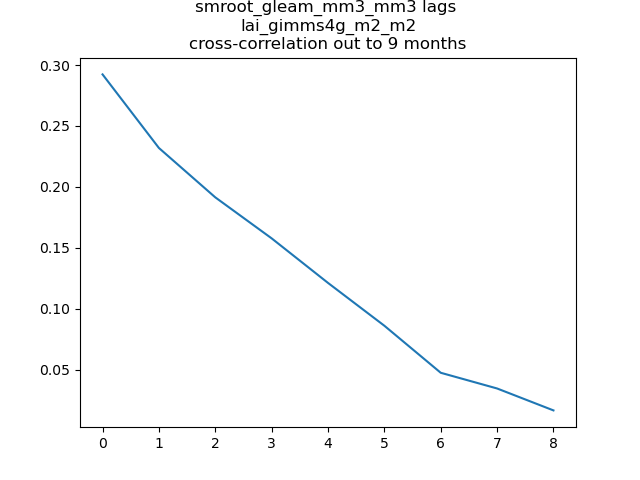 smroot_gleam_mm3_mm3 lags
lai_gimms4g_m2_m2
cross-correlation out to 9 months
0.30
0.25
0.20
0.15
0.10
0.05
0 1 2 3 4 5 6 7 8